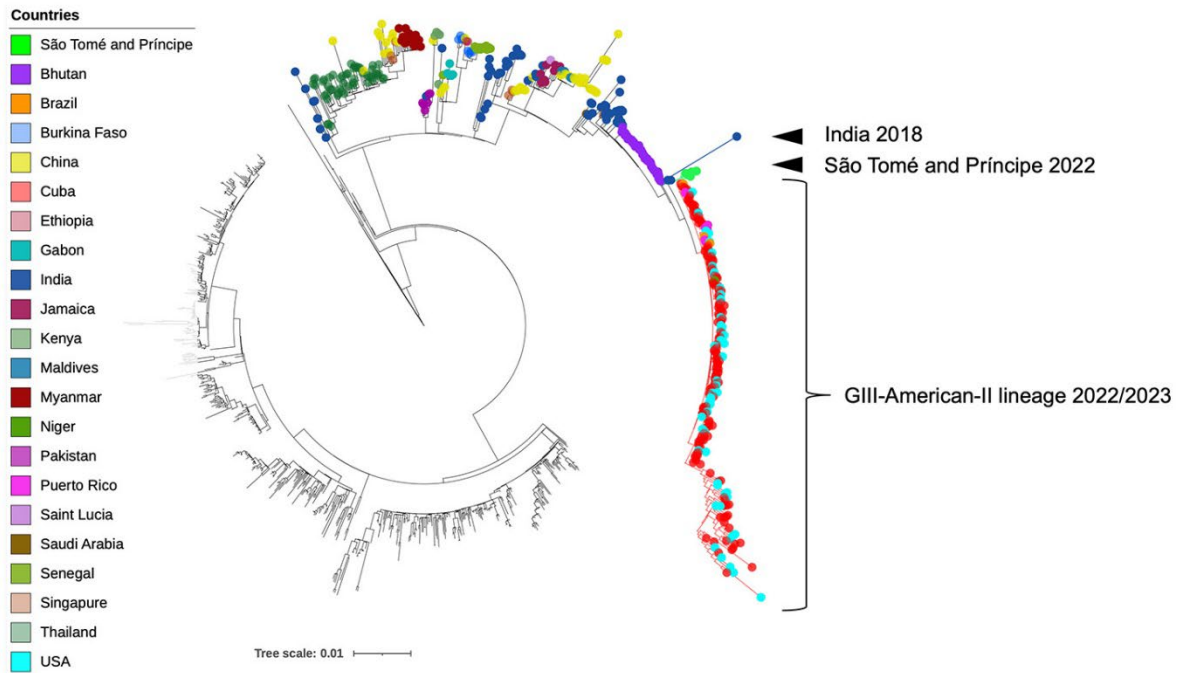 Countries
São Tomé and Príncipe
Bhutan
Brazil
Burkina Faso
China
Cuba
Ethiopia
Gabon
India
Jamaica
Kenya
Maldives
Myanmar
Niger
Pakistan
Puerto Rico
Saint Lucia
Saudi Arabia
Senegal
Singapure
Thailand
USA
India 2018
São Tomé and Príncipe 2022
GIII-American-II lineage 2022/2023
Tree scale: 0.01